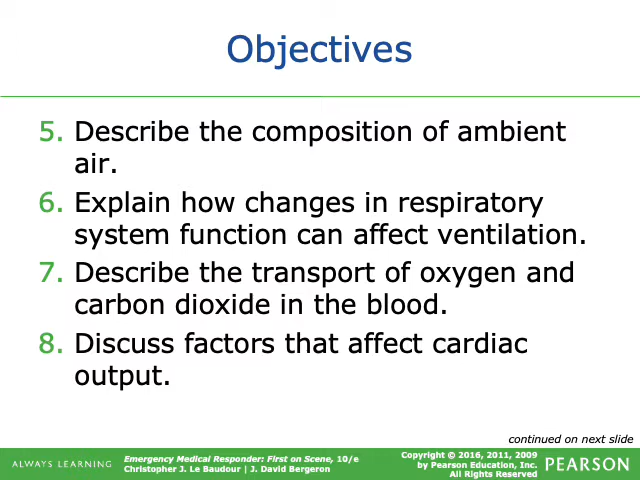 Objectives
5. Describe the composition of ambient
air.
6. Explain how changes in respiratory
system function can affect ventilation.
7. Describe the transport of oxygen and
carbon dioxide in the blood.
8. Discuss factors that affect cardiac
output.
continued on next slide
ALWAYS LEARNING
Emergency Medical Responder: First on Scene, 10/e
Christopher J. Le Baudour | J. David Bergeron
Copyright © 2016, 2011, 2009
by Pearson Education, Inc.
All Rights Reserved
PEARSON